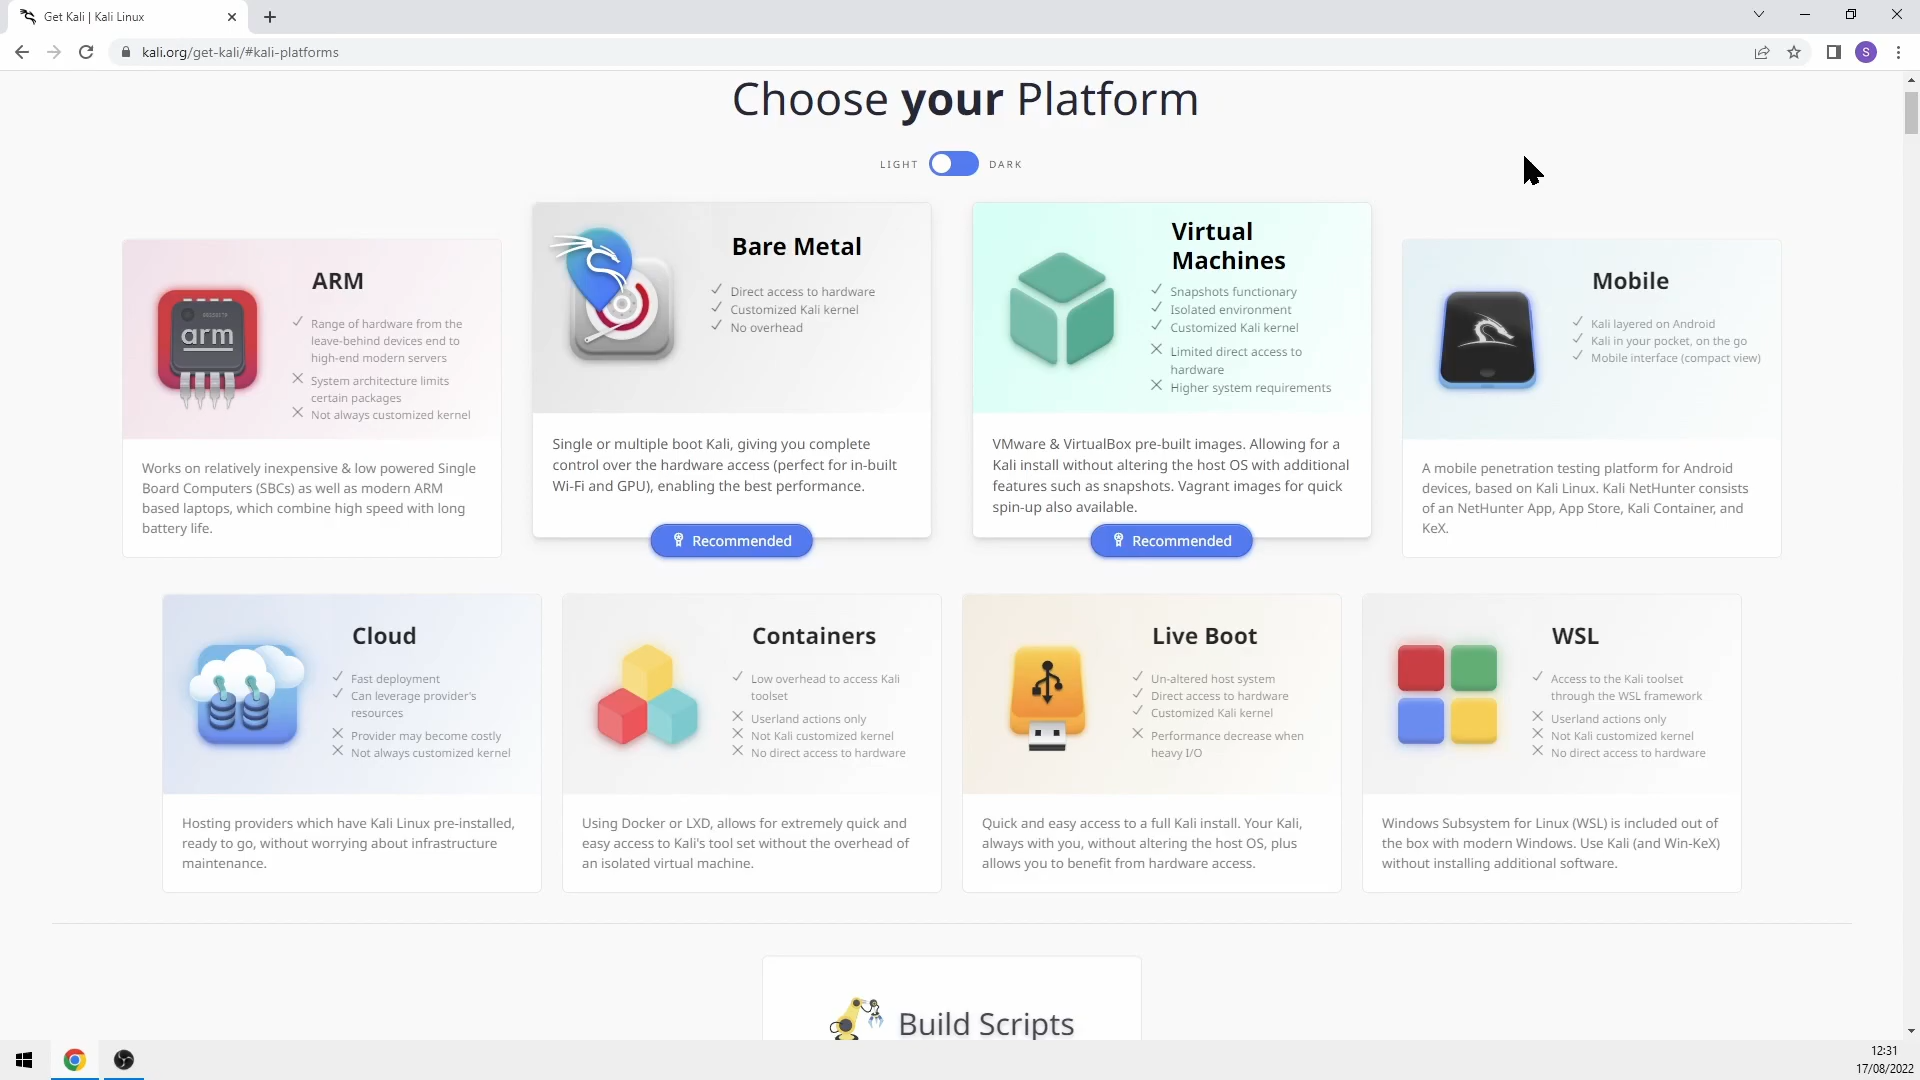 Get Kali | Kali Linux
kali.org/get-kali/#kali-platforms
S
Choose your Platform
LIGHT DARK
ARM
arm
Range of hardware from the
leave-behind devices end to
high-end modern servers
System architecture limits
certain packages
Not always customized kernel
Works on relatively inexpensive & low powered Single
Board Computers (SBCs) as well as modern ARM
based laptops, which combine high speed with long
battery life.
Bare Metal
Direct access to hardware
Customized Kali kernel
No overhead
Single or multiple boot Kali, giving you complete
control over the hardware access (perfect for in-built
Wi-Fi and GPU), enabling the best performance.
Recommended
Virtual
Machines
Snapshots functionary
Isolated environment
Customized Kali kernel
Limited direct access to
hardware
Higher system requirements
VMware & VirtualBox pre-built images. Allowing for a
Kali install without altering the host OS with additional
features such as snapshots. Vagrant images for quick
spin-up also available.
Recommended
Mobile
Kali layered on Android
Kali in your pocket, on the go
Mobile interface (compact view)
A mobile penetration testing platform for Android
devices, based on Kali Linux. Kali NetHunter consists
of an NetHunter App, App Store, Kali Container, and
KeX.
Cloud
Fast deployment
Can leverage provider's
resources
Provider may become costly
Not always customized kernel
Hosting providers which have Kali Linux pre-installed,
ready to go, without worrying about infrastructure
maintenance.
Containers
Low overhead to access Kali
toolset
Userland actions only
Not Kali customized kernel
No direct access to hardware
Using Docker or LXD, allows for extremely quick and
easy access to Kali's tool set without the overhead of
an isolated virtual machine.
Live Boot
Un-altered host system
Direct access to hardware
Customized Kali kernel
Performance decrease when
heavy I/O
Quick and easy access to a full Kali install. Your Kali,
always with you, without altering the host OS, plus
allows you to benefit from hardware access.
WSL
Access to the Kali toolset
through the WSL framework
Userland actions only
Not Kali customized kernel
No direct access to hardware
Windows Subsystem for Linux (WSL) is included out of
the box with modern Windows. Use Kali (and Win-KeX)
without installing additional software.
Build Scripts
12:31
17/08/2022